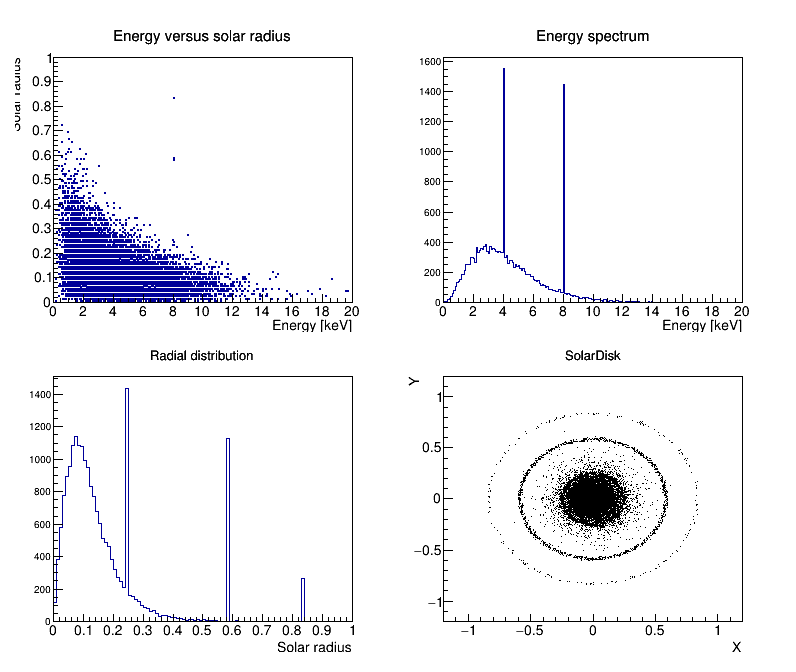 Energy versus solar radius
Solar radius
1
0.9
0.8
0.7
0.6
0.5
0.4
0.3
0.2
0.1
0
0 2 4 6 8 10 12 14 16 18 20
Energy [keV]
Energy spectrum
1600
1400
1200
1000
800
600
400
200
0
0 2 4 6 8 10 12 14 16 18 20
Energy [keV]
Radial distribution
1400
1200
1000
800
600
400
200
0
0 0.1 0.2 0.3 0.4 0.5 0.6 0.7 0.8 0.9 1
Solar radius
SolarDisk
Y
1
0.5
0
−0.5
−1
−1 −0.5 0 0.5 1
X